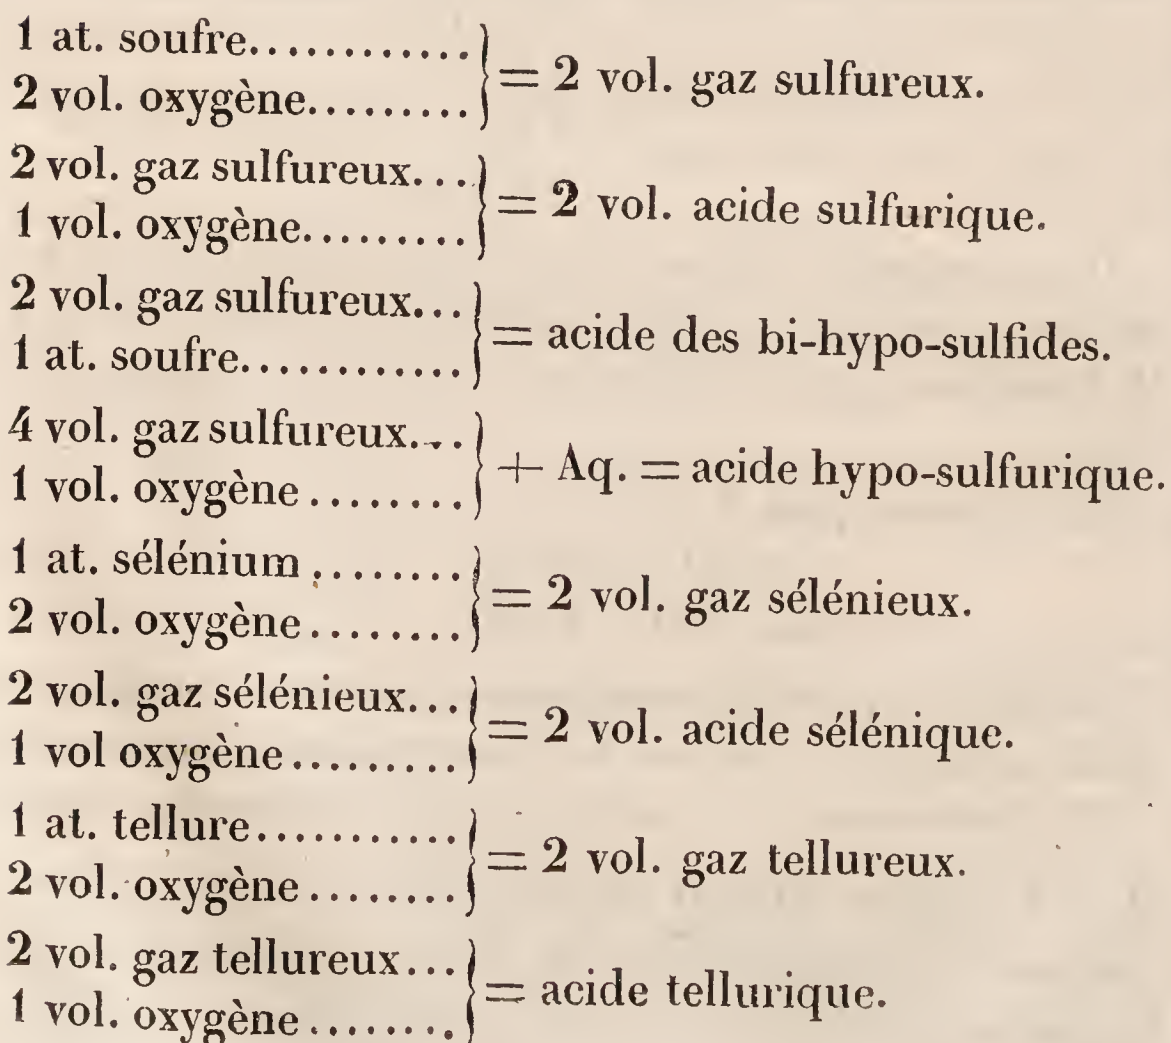 1 at. soufre............
2 vol. oxygène.........
} = 2 vol. gaz sulfureux.
2 vol. gaz sulfureux...
1 vol. oxygène.........
} = 2 vol. acide sulfurique.
2 vol. gaz sulfureux...
1 at. soufre............
} = acide des bi-hypo-sulfides.
4 vol. gaz sulfureux...
1 vol. oxygène........
} + Aq. = acide hypo-sulfurique.
1 at. sélénium ........
2 vol. oxygène........
} = 2 vol. gaz sélénieux.
2 vol. gaz sélénieux...
1 vol oxygène.........
} = 2 vol. acide sélénique.
1 at. tellure...........
2 vol. oxygène........
} = 2 vol. gaz tellureux.
2 vol. gaz tellureux...
1 vol. oxygène........
} = acide tellurique.